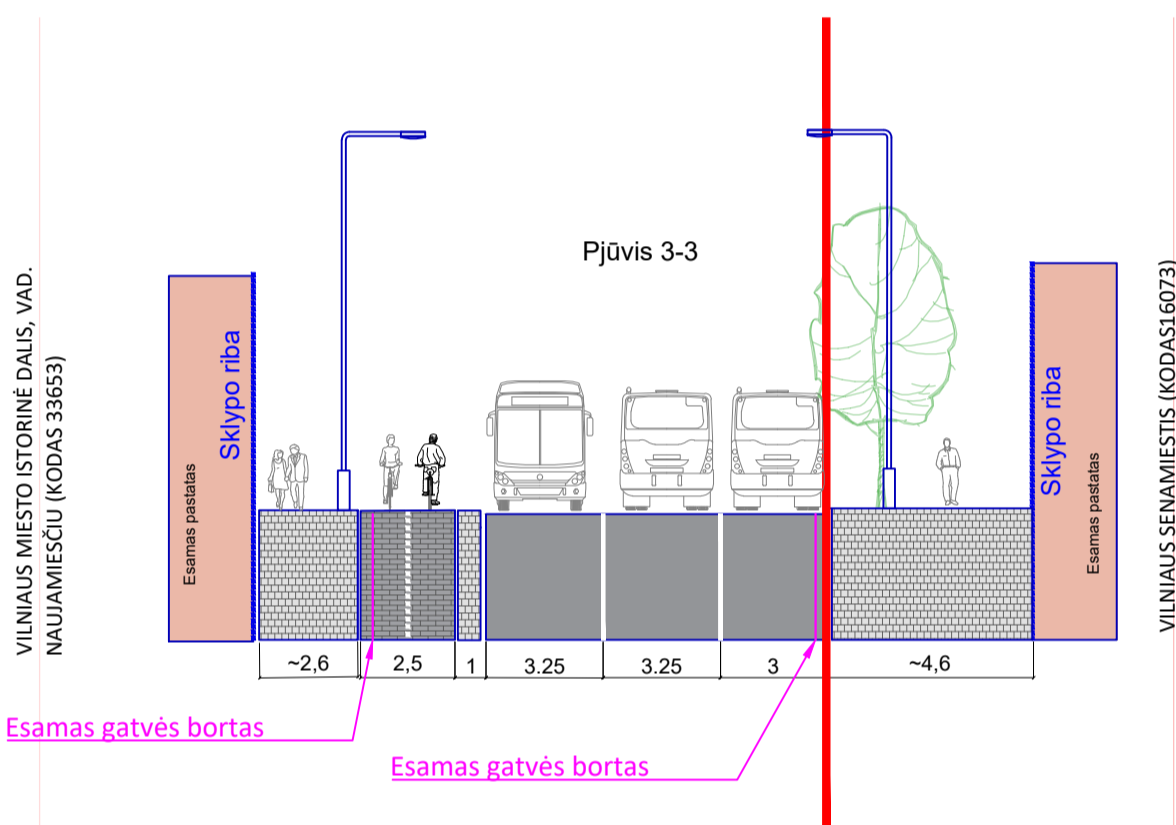 VILNIAUS MIESTO ISTORINĖ DALIS, VAD.
NAUJAMIESČIU (KODAS 33653)
Pjūvis 3-3
Sklypo riba
Esamas pastatas
Sklypo riba
Esamas pastatas
VILNIAUS SENAMIESTIS (KODAS16073)
~2,6
2,5
1
3.25
3.25
3
~4,6
Esamas gatvės bortas
Esamas gatvės bortas